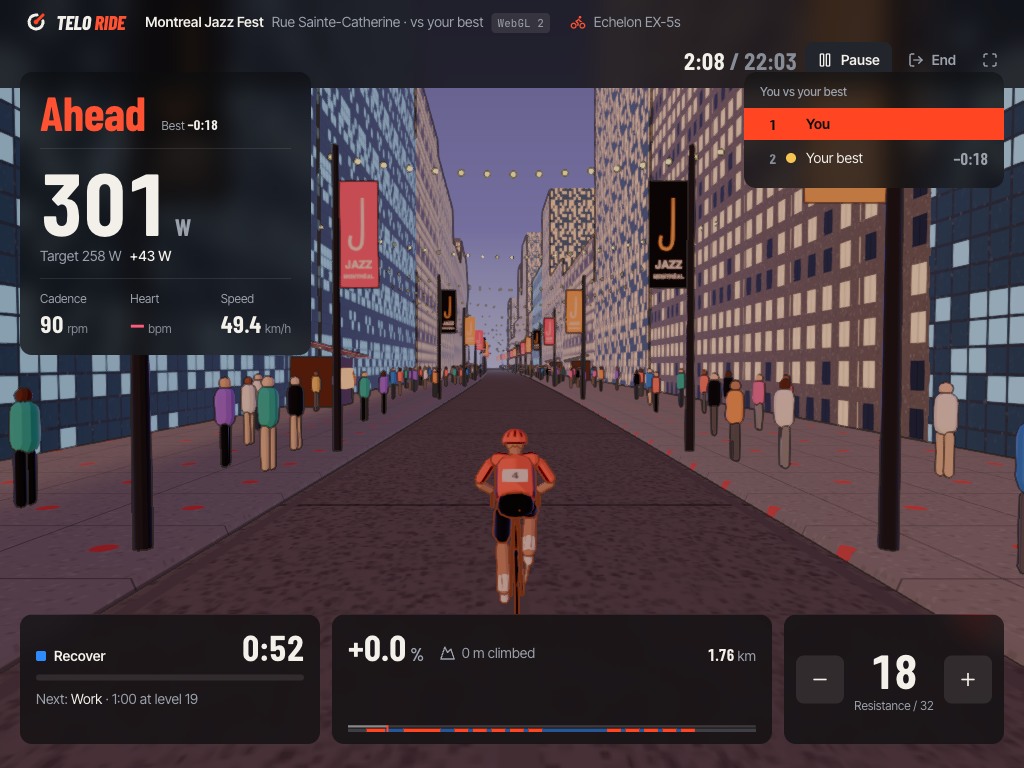 TELO RIDE Montreal Jazz Fest Rue Sainte-Catherine · vs your best WebGL 2 Echelon EX-5s
2:08 / 22:03 Pause End
Ahead Best −0:18
301 W
Target 258 W +43 W
Cadence Heart Speed
90 rpm — bpm 49.4 km/h
You vs your best
1 You
2 Your best −0:18
J
JAZZ
MONTRÉAL
J
JAZZ
MONTRÉAL
J
J
4
Recover 0:52
Next: Work · 1:00 at level 19
+0.0 % 0 m climbed 1.76 km
− 18 +
Resistance / 32